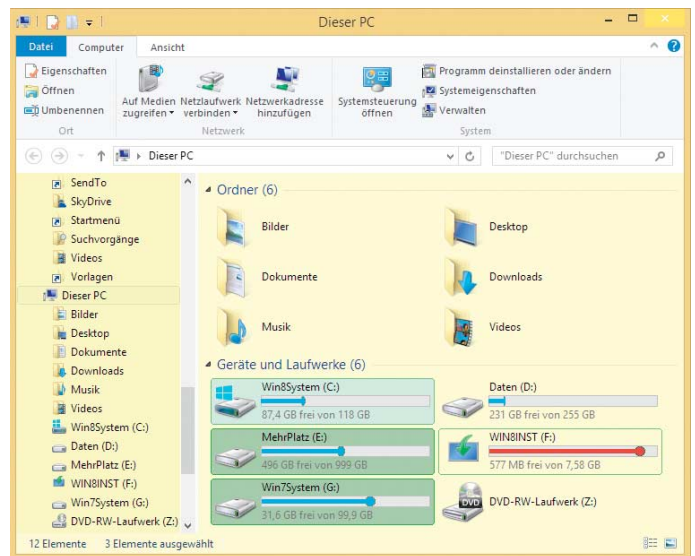 Dieser PC
Datei Computer Ansicht
Eigenschaften
Öffnen
Umbenennen
Ort
Auf Medien zugreifen
Netzlaufwerk verbinden
Netzwerkadresse hinzufügen
Netzwerk
Systemsteuerung öffnen
Programm deinstallieren oder ändern
Systemeigenschaften
Verwalten
System
Dieser PC
"Dieser PC" durchsuchen
SendTo
SkyDrive
Startmenü
Suchvorgänge
Videos
Vorlagen
Dieser PC
Bilder
Desktop
Dokumente
Downloads
Musik
Videos
Win8System (C:)
Daten (D:)
MehrPlatz (E:)
WIN8INST (F:)
Win7System (G:)
DVD-RW-Laufwerk (Z:)
Ordner (6)
Bilder
Desktop
Dokumente
Downloads
Musik
Videos
Geräte und Laufwerke (6)
Win8System (C:)
87,4 GB frei von 118 GB
Daten (D:)
231 GB frei von 255 GB
MehrPlatz (E:)
496 GB frei von 999 GB
WIN8INST (F:)
577 MB frei von 7,58 GB
Win7System (G:)
31,6 GB frei von 99,9 GB
DVD
DVD-RW-Laufwerk (Z:)
12 Elemente 3 Elemente ausgewählt